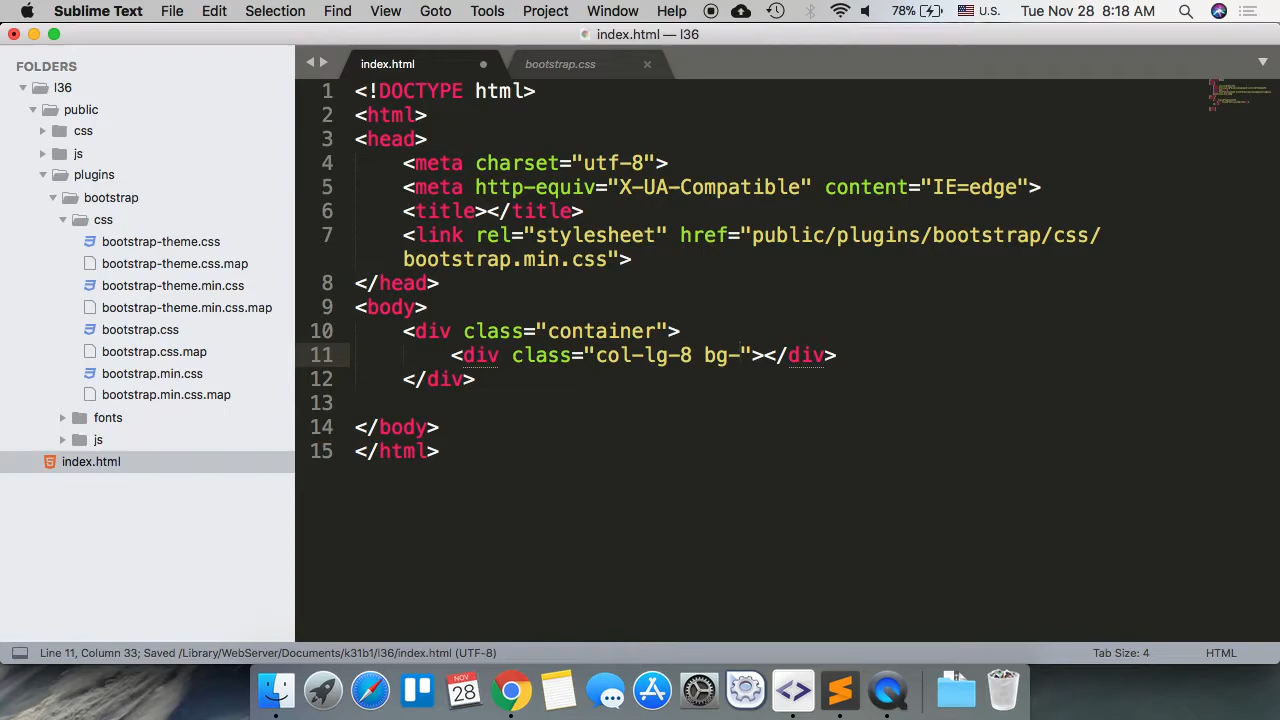 Sublime Text File Edit Selection Find View Goto Tools Project Window Help 78% U.S. Tue Nov 28 8:18 AM
index.html — l36
FOLDERS
l36
public
css
js
plugins
bootstrap
css
bootstrap-theme.css
bootstrap-theme.css.map
bootstrap-theme.min.css
bootstrap-theme.min.css.map
bootstrap.css
bootstrap.css.map
bootstrap.min.css
bootstrap.min.css.map
fonts
js
index.html
index.html bootstrap.css
1 <!DOCTYPE html>
2 <html>
3 <head>
4 <meta charset="utf-8">
5 <meta http-equiv="X-UA-Compatible" content="IE=edge">
6 <title></title>
7 <link rel="stylesheet" href="public/plugins/bootstrap/css/
bootstrap.min.css">
8 </head>
9 <body>
10 <div class="container">
11 <div class="col-lg-8 bg-"></div>
12 </div>
13
14 </body>
15 </html>
Line 11, Column 33; Saved /Library/WebServer/Documents/k31b1/l36/index.html (UTF-8) Tab Size: 4 HTML
NOV
28